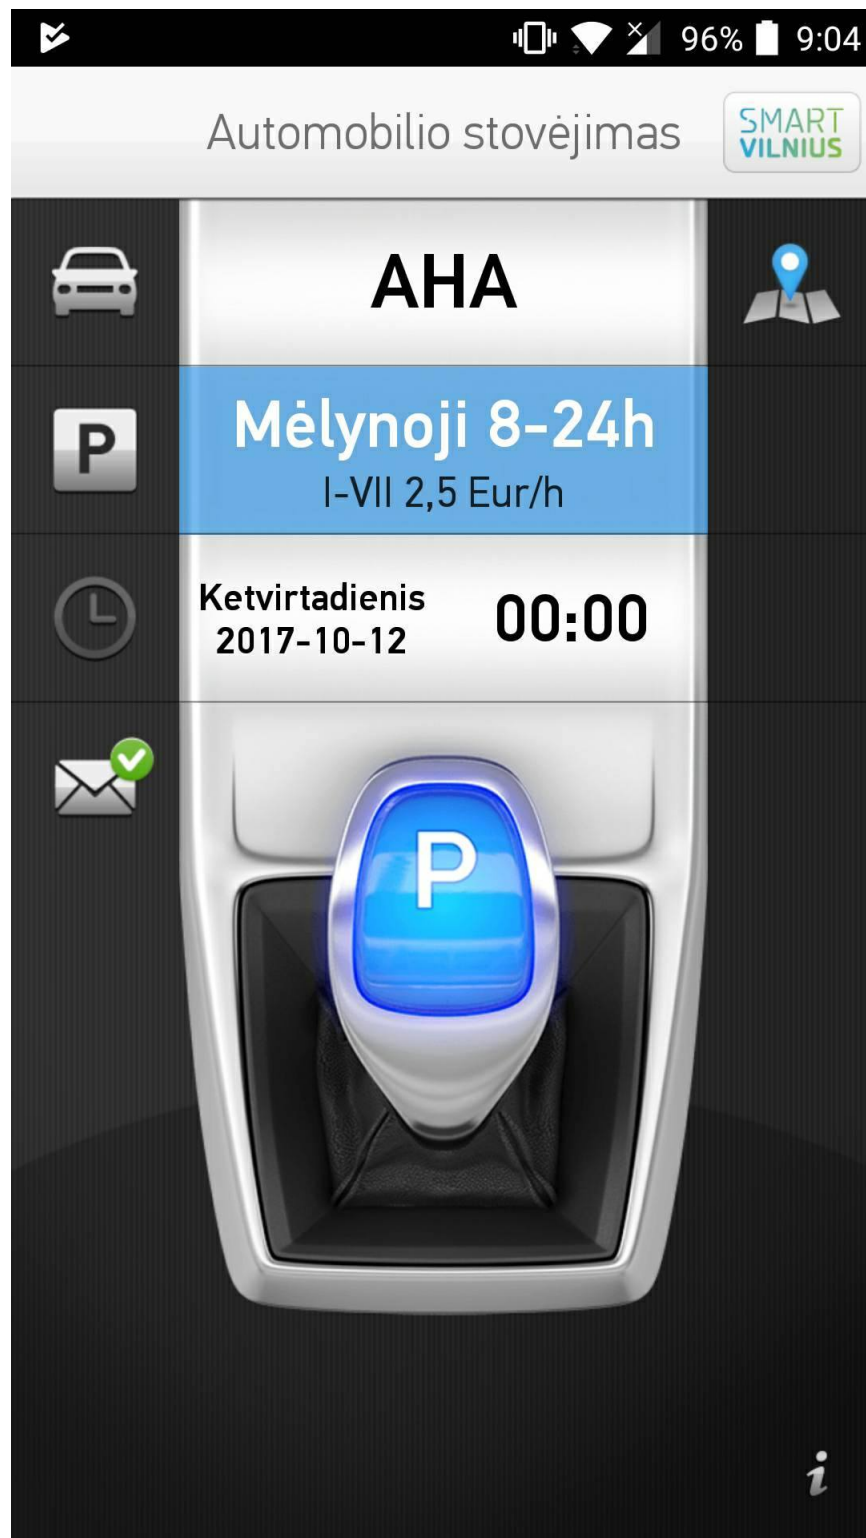 96% 9:04
Automobilio stovėjimas
SMART
VILNIUS
AHA
P
Mėlynoji 8-24h
I-VII 2,5 Eur/h
Ketvirtadienis
2017-10-12
00:00
P
i